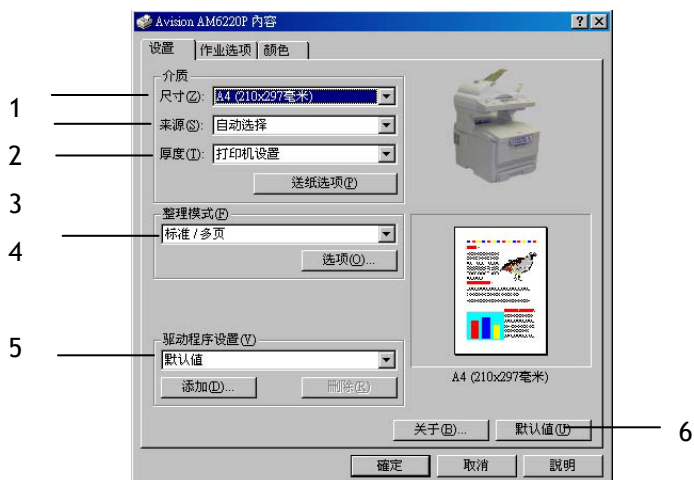 Avision AM6220P 内容
设置 作业选项 颜色
介质
1
尺寸(Z): A4 (210x297毫米)
来源(S): 自动选择
2
厚度(T): 打印机设置
送纸选项(P)
3
整理模式(F)
4
标准 / 多页
选项(O)...
5
驱动程序设置(V)
默认值
添加(D)... 删除(R)
A4 (210x297毫米)
关于(B)... 默认值(U)
6
確定 取消 説明